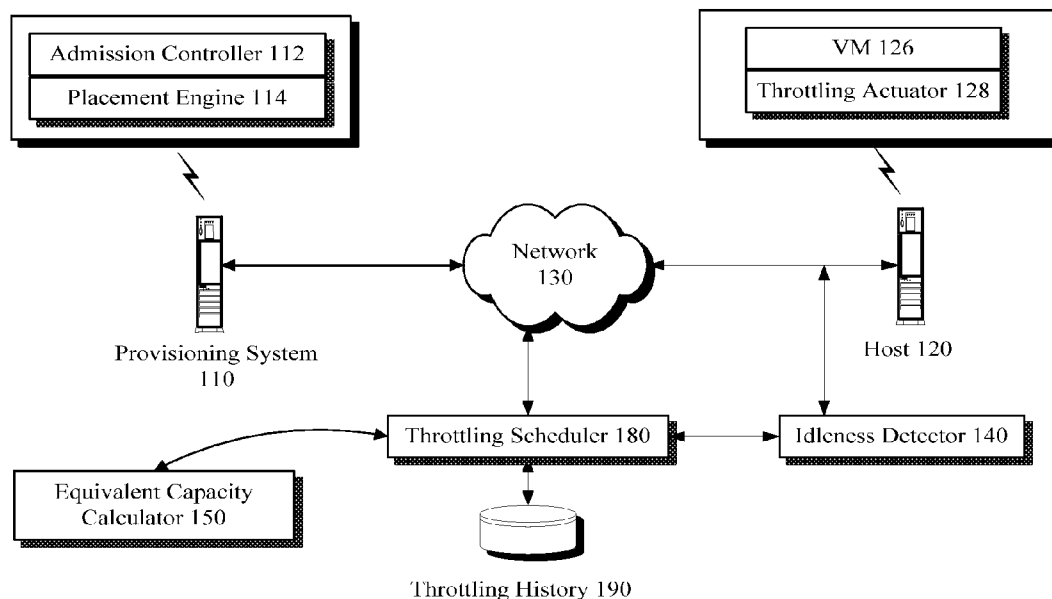 Admission Controller 112
Placement Engine 114
VM 126
Throttling Actuator 128
Network
130
Provisioning System
110
Host 120
Throttling Scheduler 180
Idleness Detector 140
Equivalent Capacity
Calculator 150
Throttling History 190